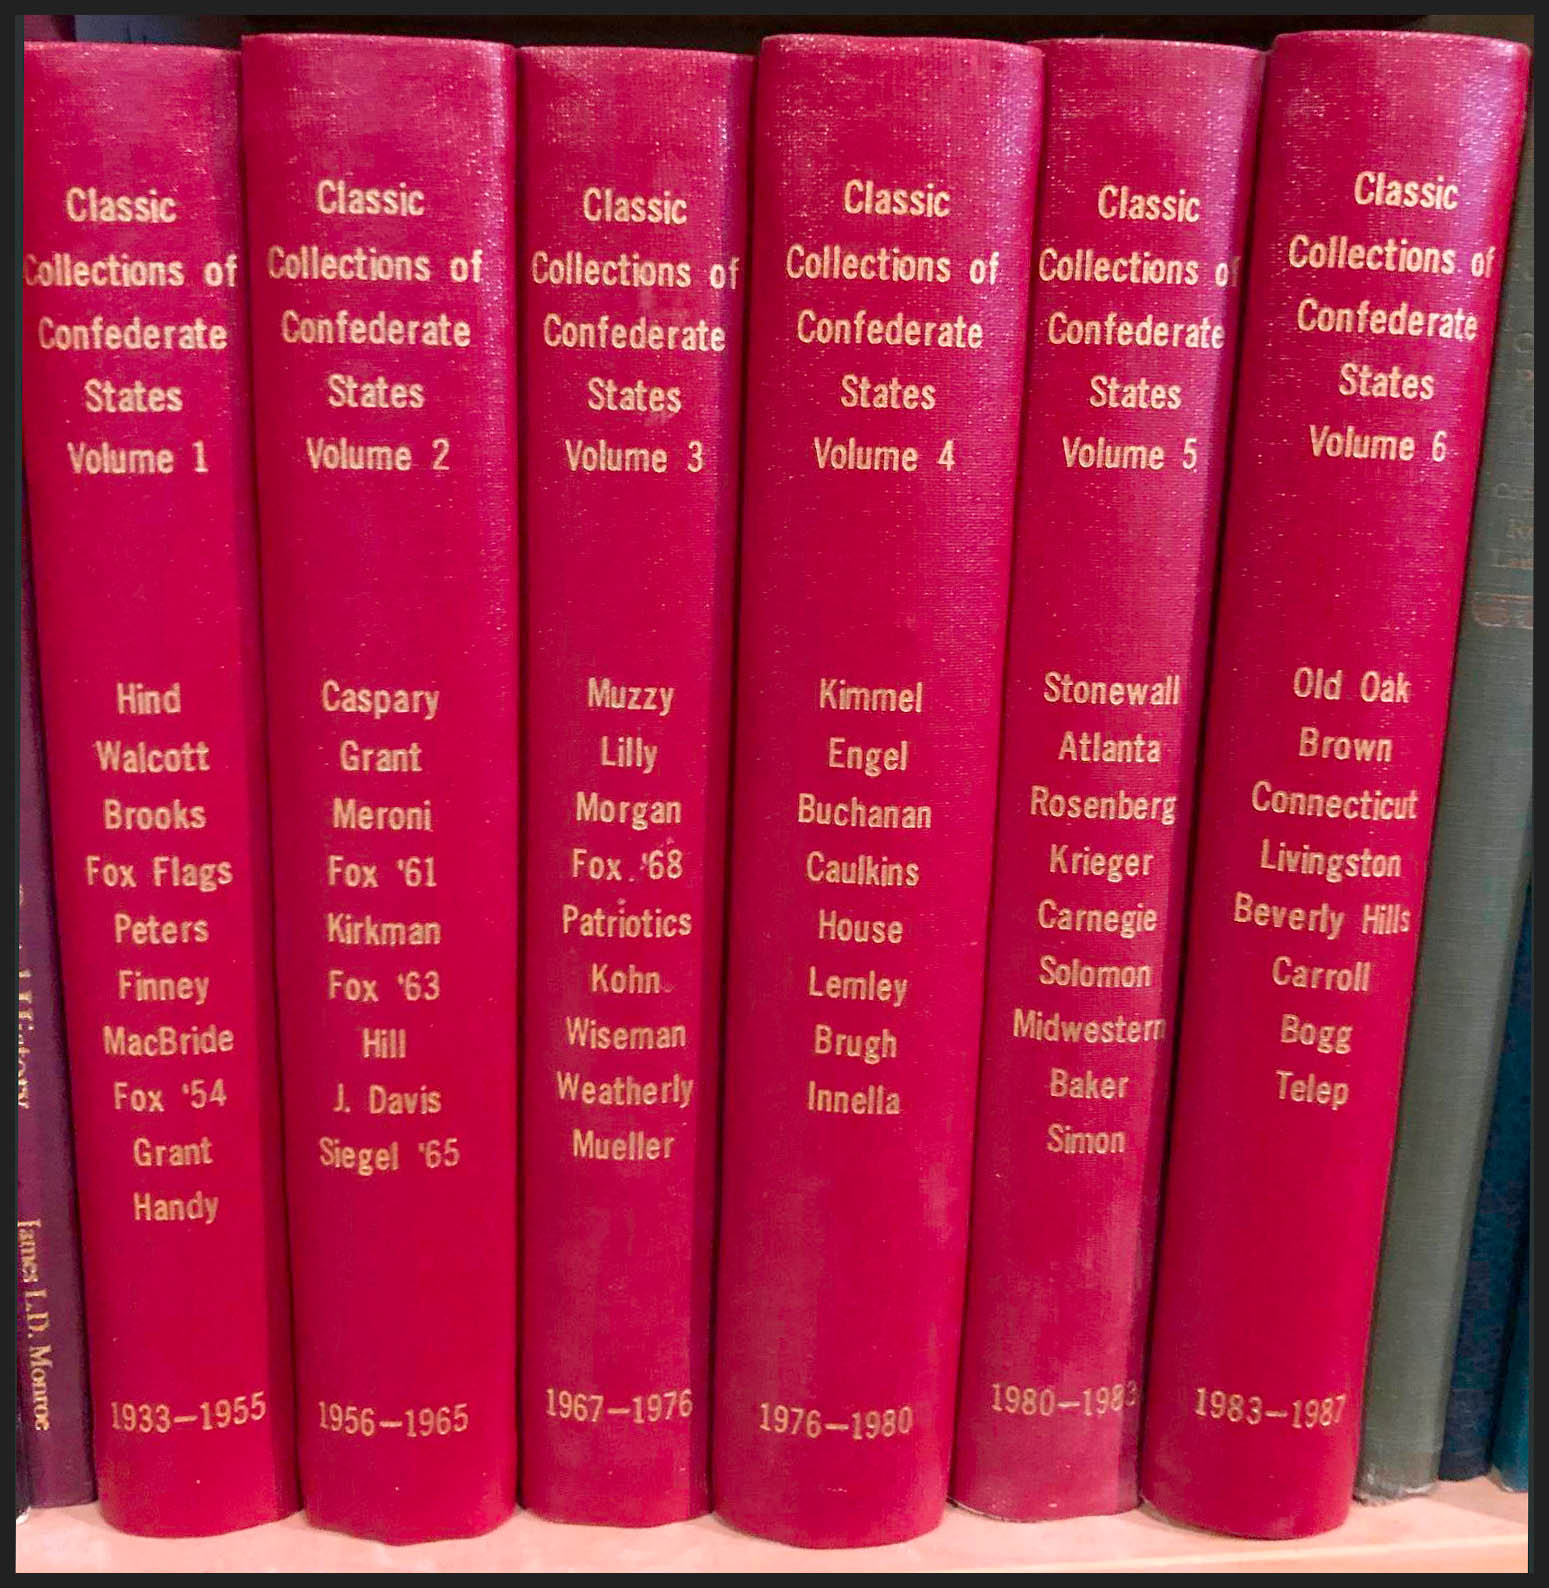 Classic
Collections of
Confederate
States
Volume 1
Hind
Walcott
Brooks
Fox Flags
Peters
Finney
MacBride
Fox '54
Grant
Handy
1933–1955
Classic
Collections of
Confederate
States
Volume 2
Caspary
Grant
Meroni
Fox '61
Kirkman
Fox '63
Hill
J. Davis
Siegel '65
1956–1965
Classic
Collections of
Confederate
States
Volume 3
Muzzy
Lilly
Morgan
Fox '68
Patriotics
Kohn
Wiseman
Weatherly
Mueller
1967–1976
Classic
Collections of
Confederate
States
Volume 4
Kimmel
Engel
Buchanan
Caulkins
House
Lemley
Brugh
Innella
1976–1980
Classic
Collections of
Confederate
States
Volume 5
Stonewall
Atlanta
Rosenberg
Krieger
Carnegie
Solomon
Midwestern
Baker
Simon
1980–1983
Classic
Collections of
Confederate
States
Volume 6
Old Oak
Brown
Connecticut
Livingston
Beverly Hills
Carroll
Bogg
Telep
1983–1987
James L.D. Monroe